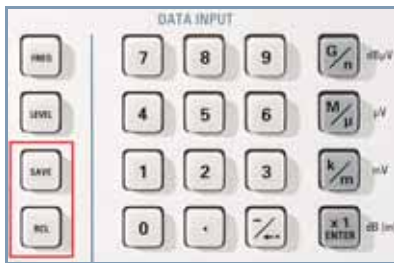 DATA INPUT
FREQ 7 8 9 G/n dBµV
LEVEL 4 5 6 M/µ µV
SAVE 1 2 3 k/m mV
RCL 0 . −/← x 1 ENTER dB (m)